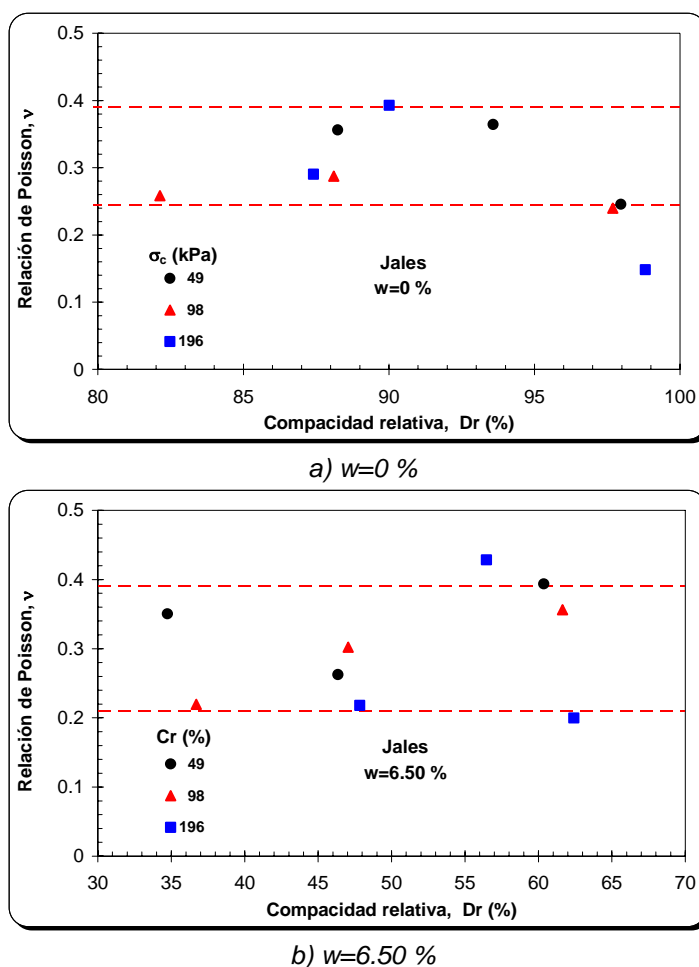 0.5
0.4
0.3
0.2
0.1
0
Relación de Poisson, ν
σc (kPa)
49
98
196
Jales
w=0 %
80 85 90 95 100
Compacidad relativa, Dr (%)
a) w=0 %
0.5
0.4
0.3
0.2
0.1
0
Relación de Poisson, ν
Cr (%)
49
98
196
Jales
w=6.50 %
30 35 40 45 50 55 60 65 70
Compacidad relativa, Dr (%)
b) w=6.50 %